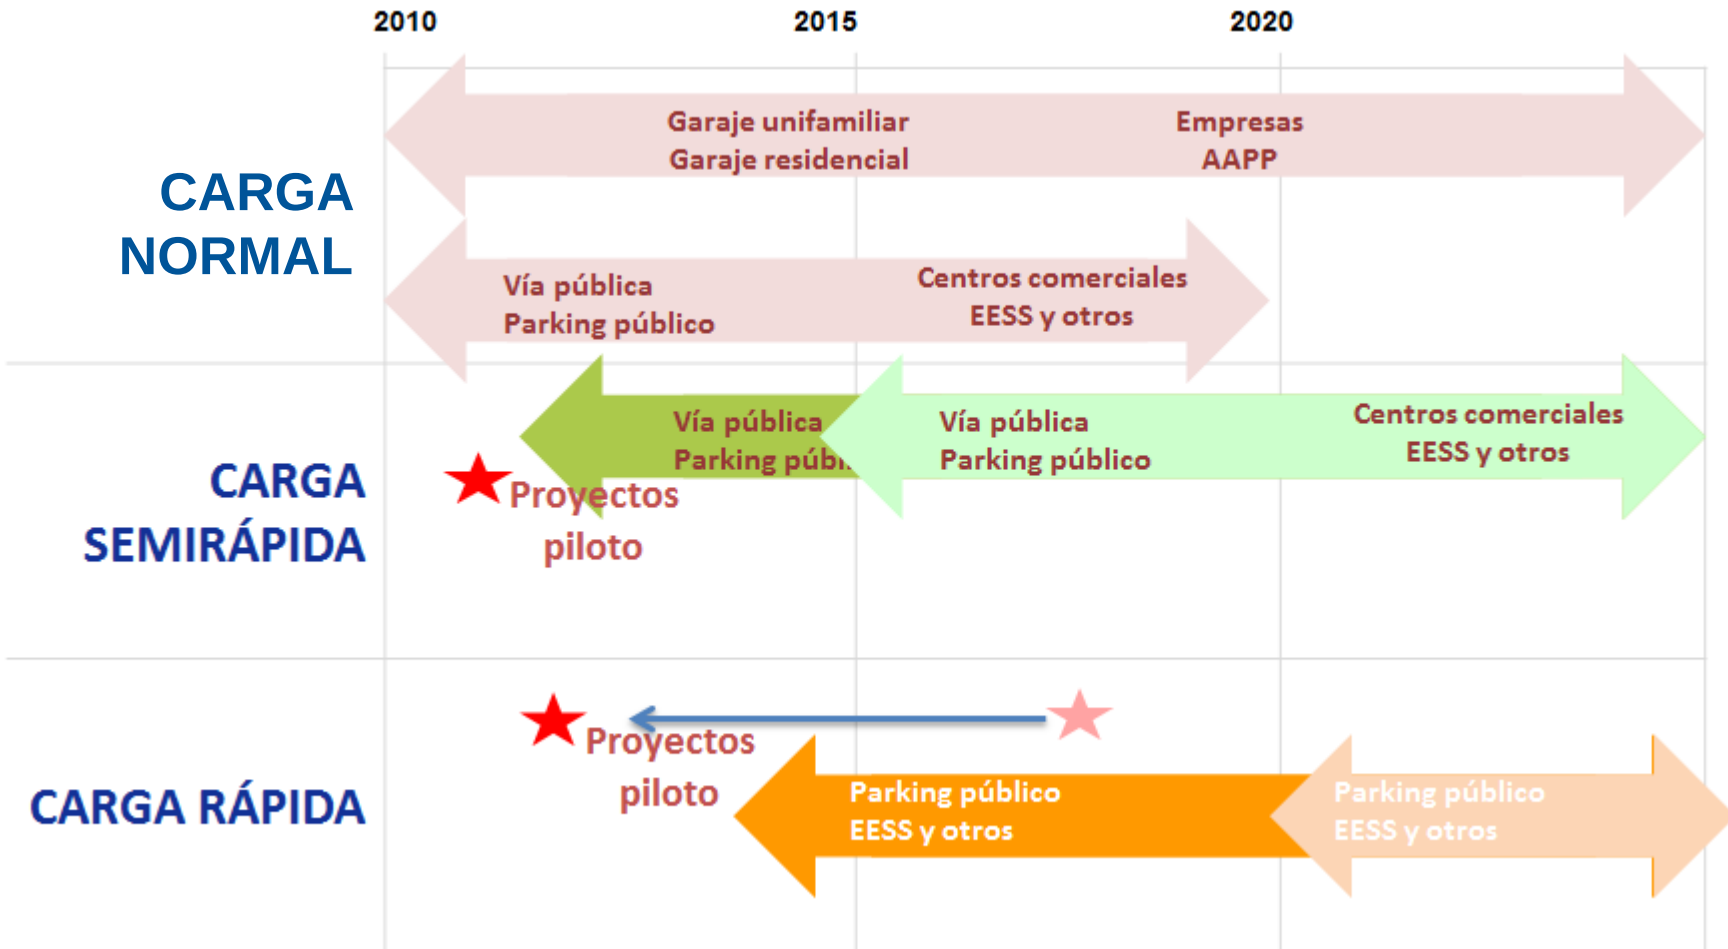 2010
2015
2020
CARGA
NORMAL
Garaje unifamiliar
Garaje residencial
Empresas
AAPP
Vía pública
Parking público
Centros comerciales
EESS y otros
CARGA
SEMIRÁPIDA
Proyectos
piloto
Vía pública
Parking públi
Vía pública
Parking público
Centros comerciales
EESS y otros
CARGA RÁPIDA
Proyectos
piloto
Parking público
EESS y otros
Parking público
EESS y otros